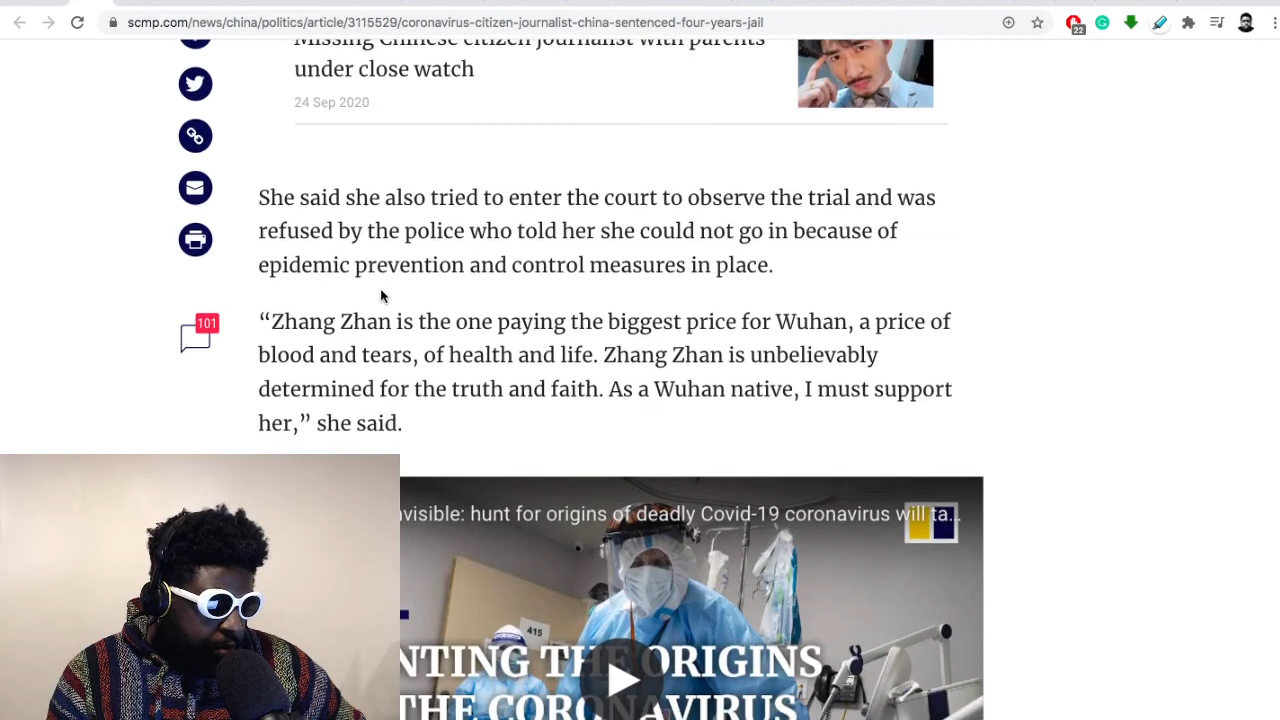 scmp.com/news/china/politics/article/3115529/coronavirus-citizen-journalist-china-sentenced-four-years-jail
22
Missing Chinese citizen journalist with parents
under close watch
24 Sep 2020
She said she also tried to enter the court to observe the trial and was
refused by the police who told her she could not go in because of
epidemic prevention and control measures in place.
101
“Zhang Zhan is the one paying the biggest price for Wuhan, a price of
blood and tears, of health and life. Zhang Zhan is unbelievably
determined for the truth and faith. As a Wuhan native, I must support
her,” she said.
visible: hunt for origins of deadly Covid-19 coronavirus will ta...
415
NTING THE ORIGINS
THE CORONAVIRUS